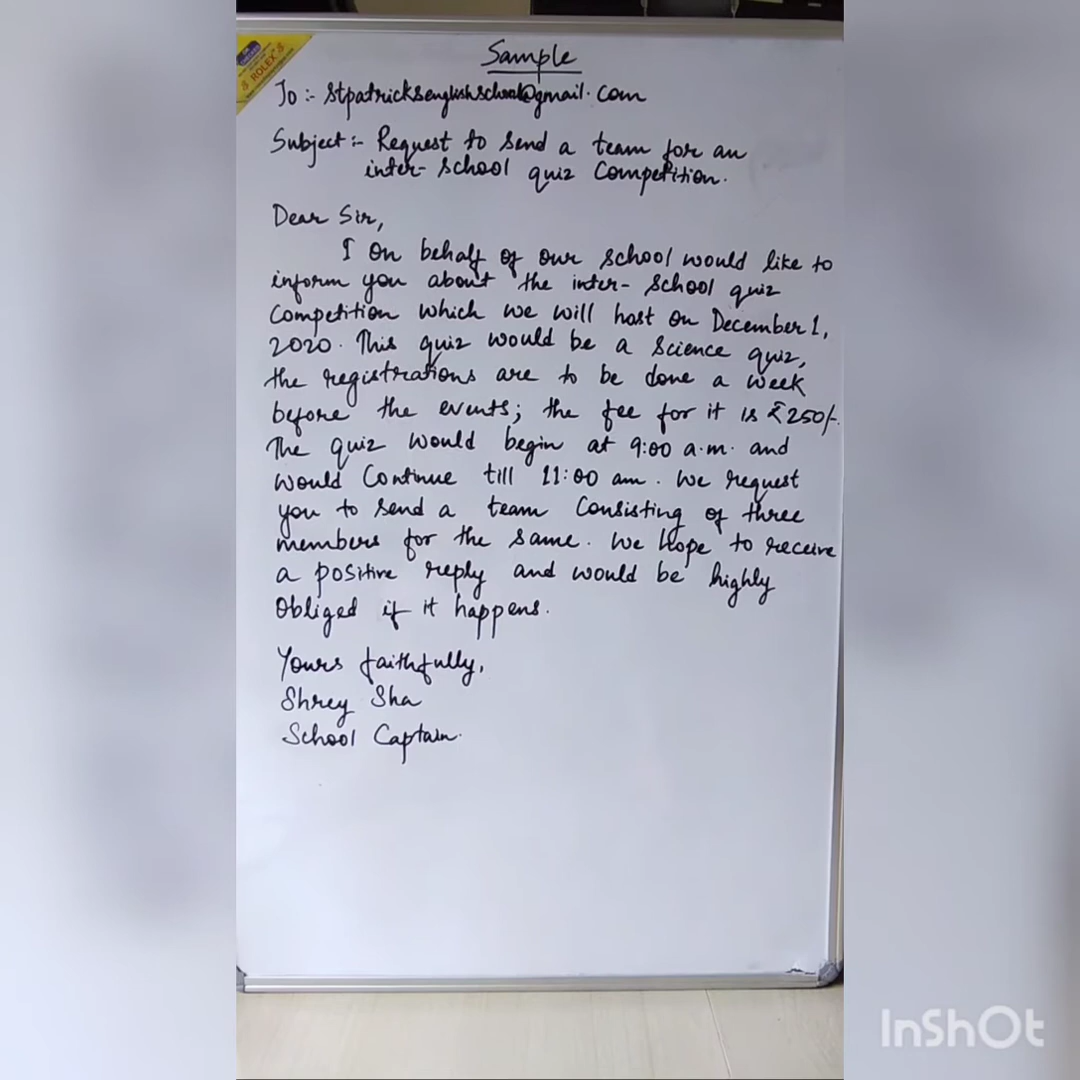 Sample
ROLEX
To :- stpatricksenglishschool@gmail.com
Subject :- Request to send a team for an
inter-school quiz competition.
Dear Sir,
I on behalf of our school would like to
inform you about the inter-school quiz
competition which we will host on December 1,
2020. This quiz would be a science quiz,
the registrations are to be done a week
before the events; the fee for it is ₹250/-.
The quiz would begin at 9:00 a.m. and
would continue till 11:00 am. We request
you to send a team consisting of three
members for the same. We hope to receive
a positive reply and would be highly
obliged if it happens.
Yours faithfully,
Shrey Sha
School Captain.
InShOt